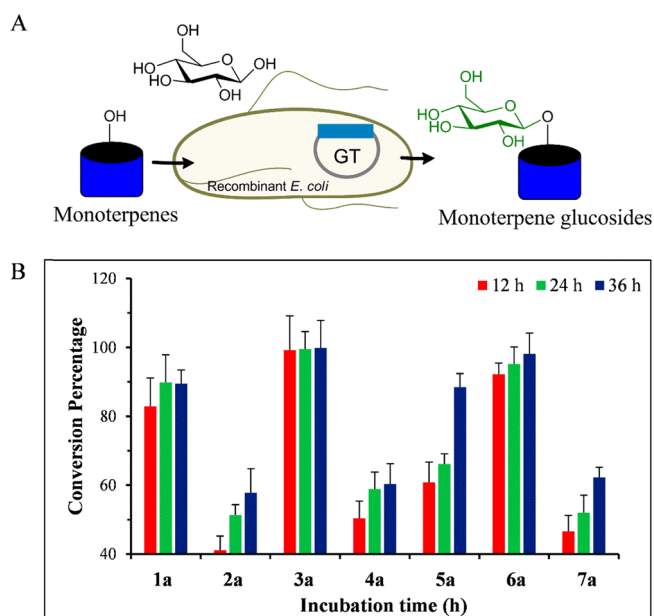 A
OH
HO
O
OH
HO
HO
OH
OH
Monoterpenes
GT
Recombinant E. coli
OH
HO
O
O
HO
OH
Monoterpene glucosides
B
120
100
80
60
40
Conversion Percentage
12 h 24 h 36 h
1a 2a 3a 4a 5a 6a 7a
Incubation time (h)